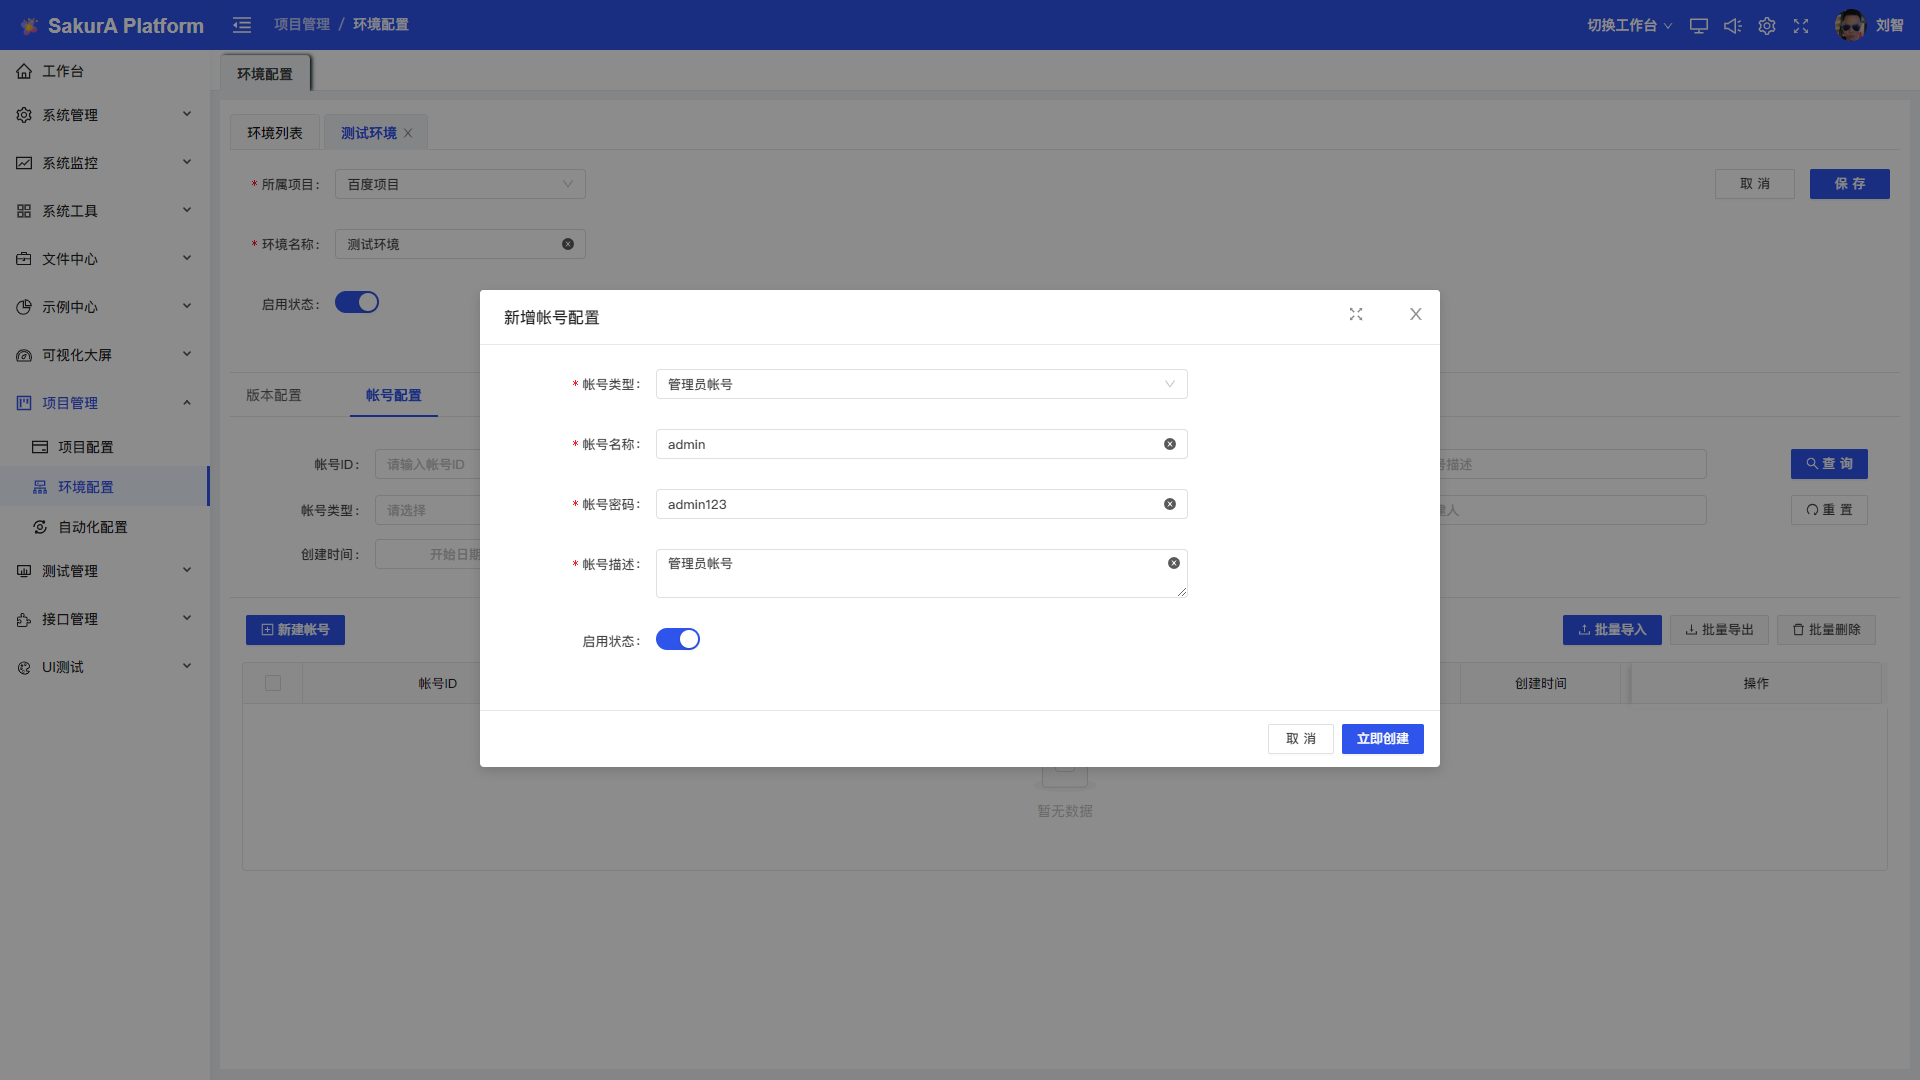 SakurA Platform
项目管理 / 环境配置
切换工作台
刘智
工作台
系统管理
系统监控
系统工具
文件中心
示例中心
可视化大屏
项目管理
项目配置
环境配置
自动化配置
测试管理
接口管理
UI测试
环境配置
环境列表
测试环境
* 所属项目：
百度项目
取 消
保 存
* 环境名称：
测试环境
启用状态：
版本配置
帐号配置
帐号ID：
请输入帐号ID
描述
查 询
帐号类型：
请选择
建人
重 置
创建时间：
开始日期
新建帐号
批量导入
批量导出
批量删除
帐号ID
创建时间
操作
暂无数据
新增帐号配置
* 帐号类型：
管理员帐号
* 帐号名称：
admin
* 帐号密码：
admin123
* 帐号描述：
管理员帐号
启用状态：
取 消
立即创建